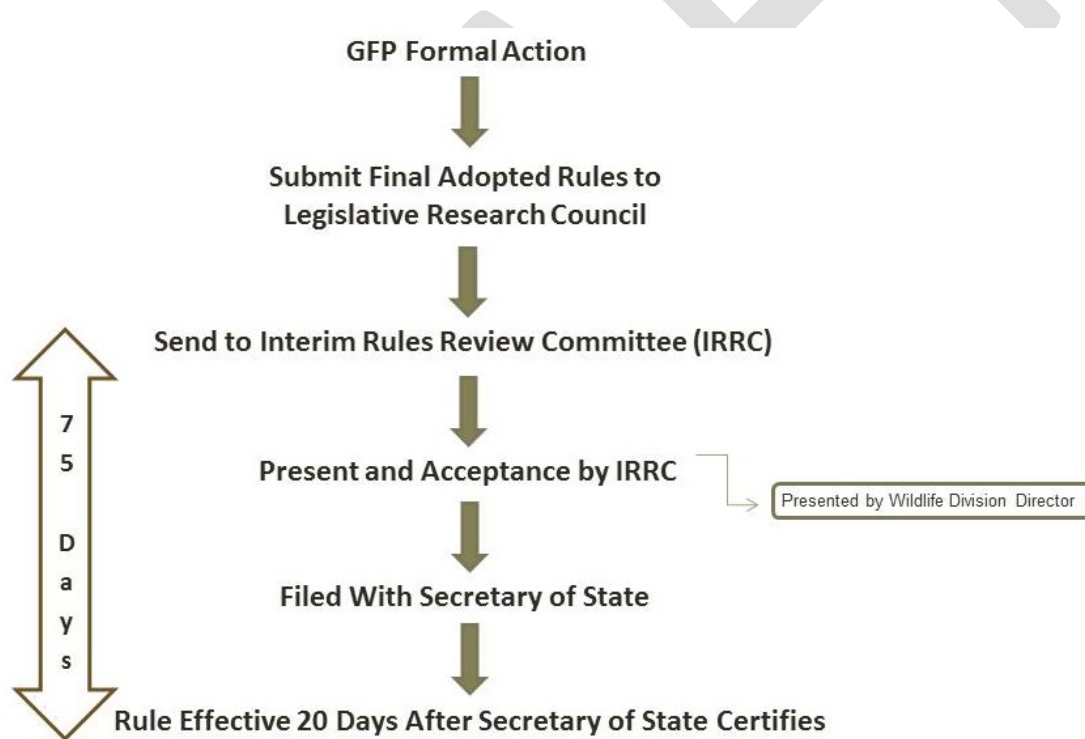 GFP Formal Action
Submit Final Adopted Rules to
Legislative Research Council
Send to Interim Rules Review Committee (IRRC)
7
5
D
a
y
s
Present and Acceptance by IRRC
Presented by Wildlife Division Director
Filed With Secretary of State
Rule Effective 20 Days After Secretary of State Certifies